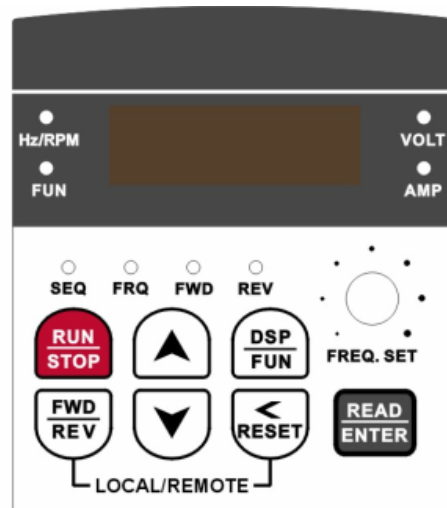 Hz/RPM VOLT
FUN AMP
SEQ FRQ FWD REV
RUN
STOP
DSP
FUN
FREQ. SET
FWD
REV
<
RESET
READ
ENTER
LOCAL/REMOTE